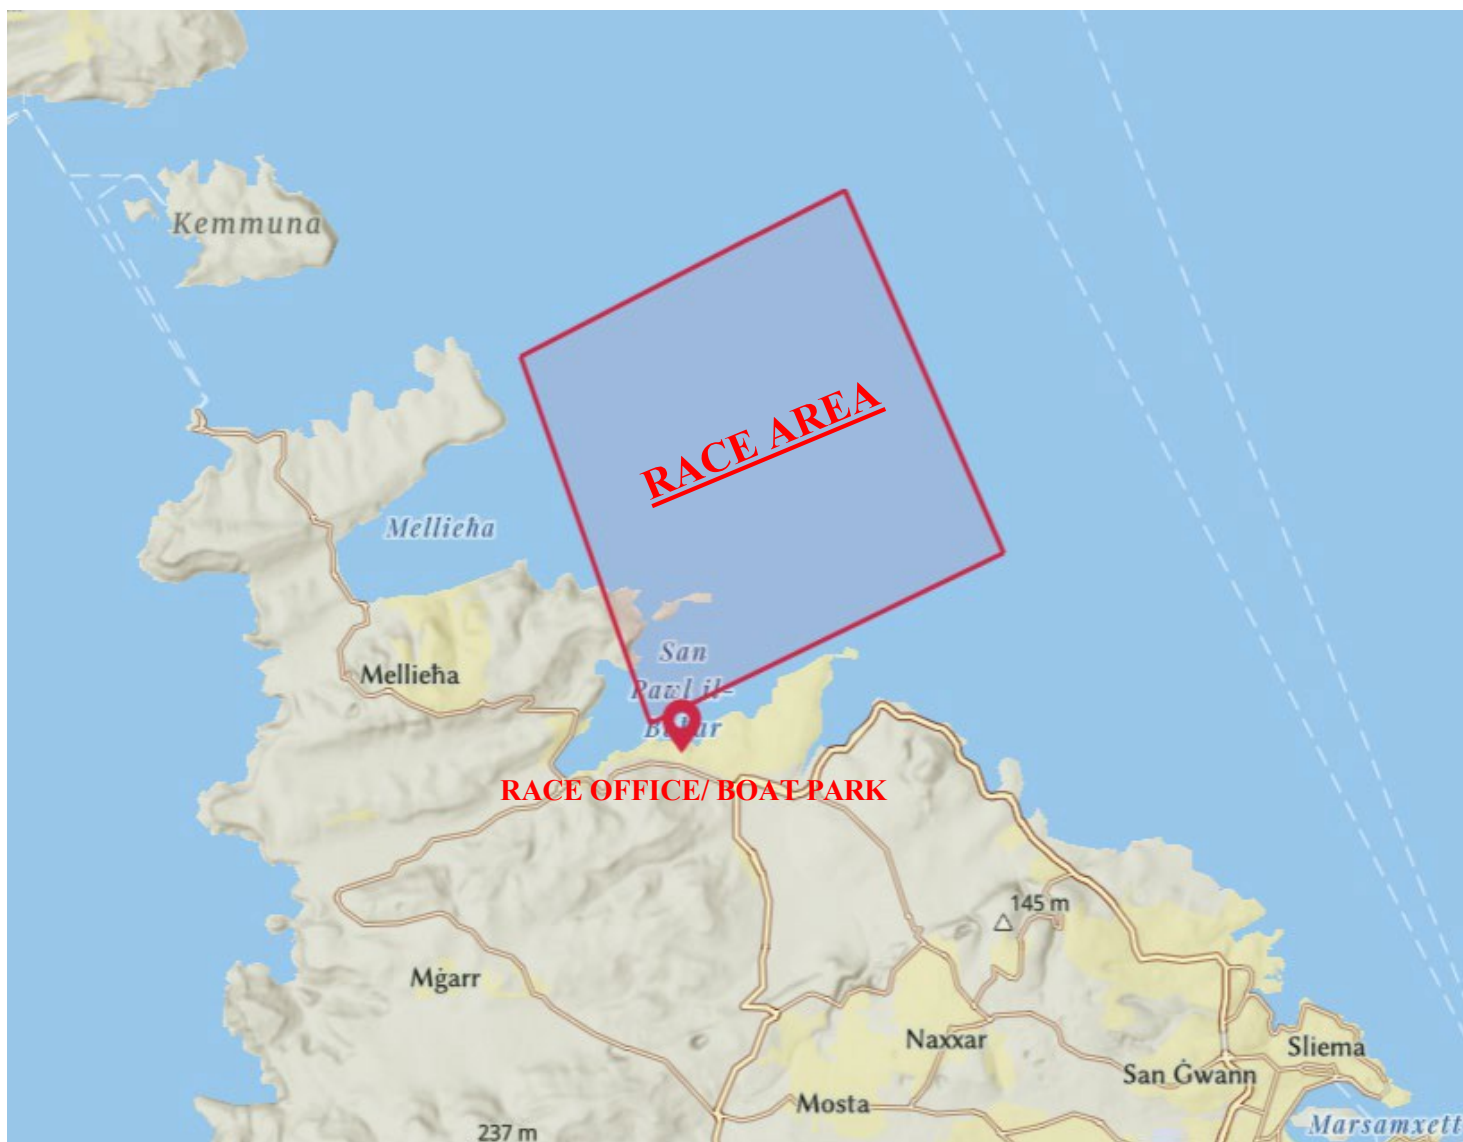 Kemmuna
RACE AREA
Mellieħa
San
Pawl il-
Baħar
Mellieħa
RACE OFFICE/ BOAT PARK
145 m
Mġarr
Naxxar
Sliema
San Ġwann
Mosta
Marsamxett
237 m